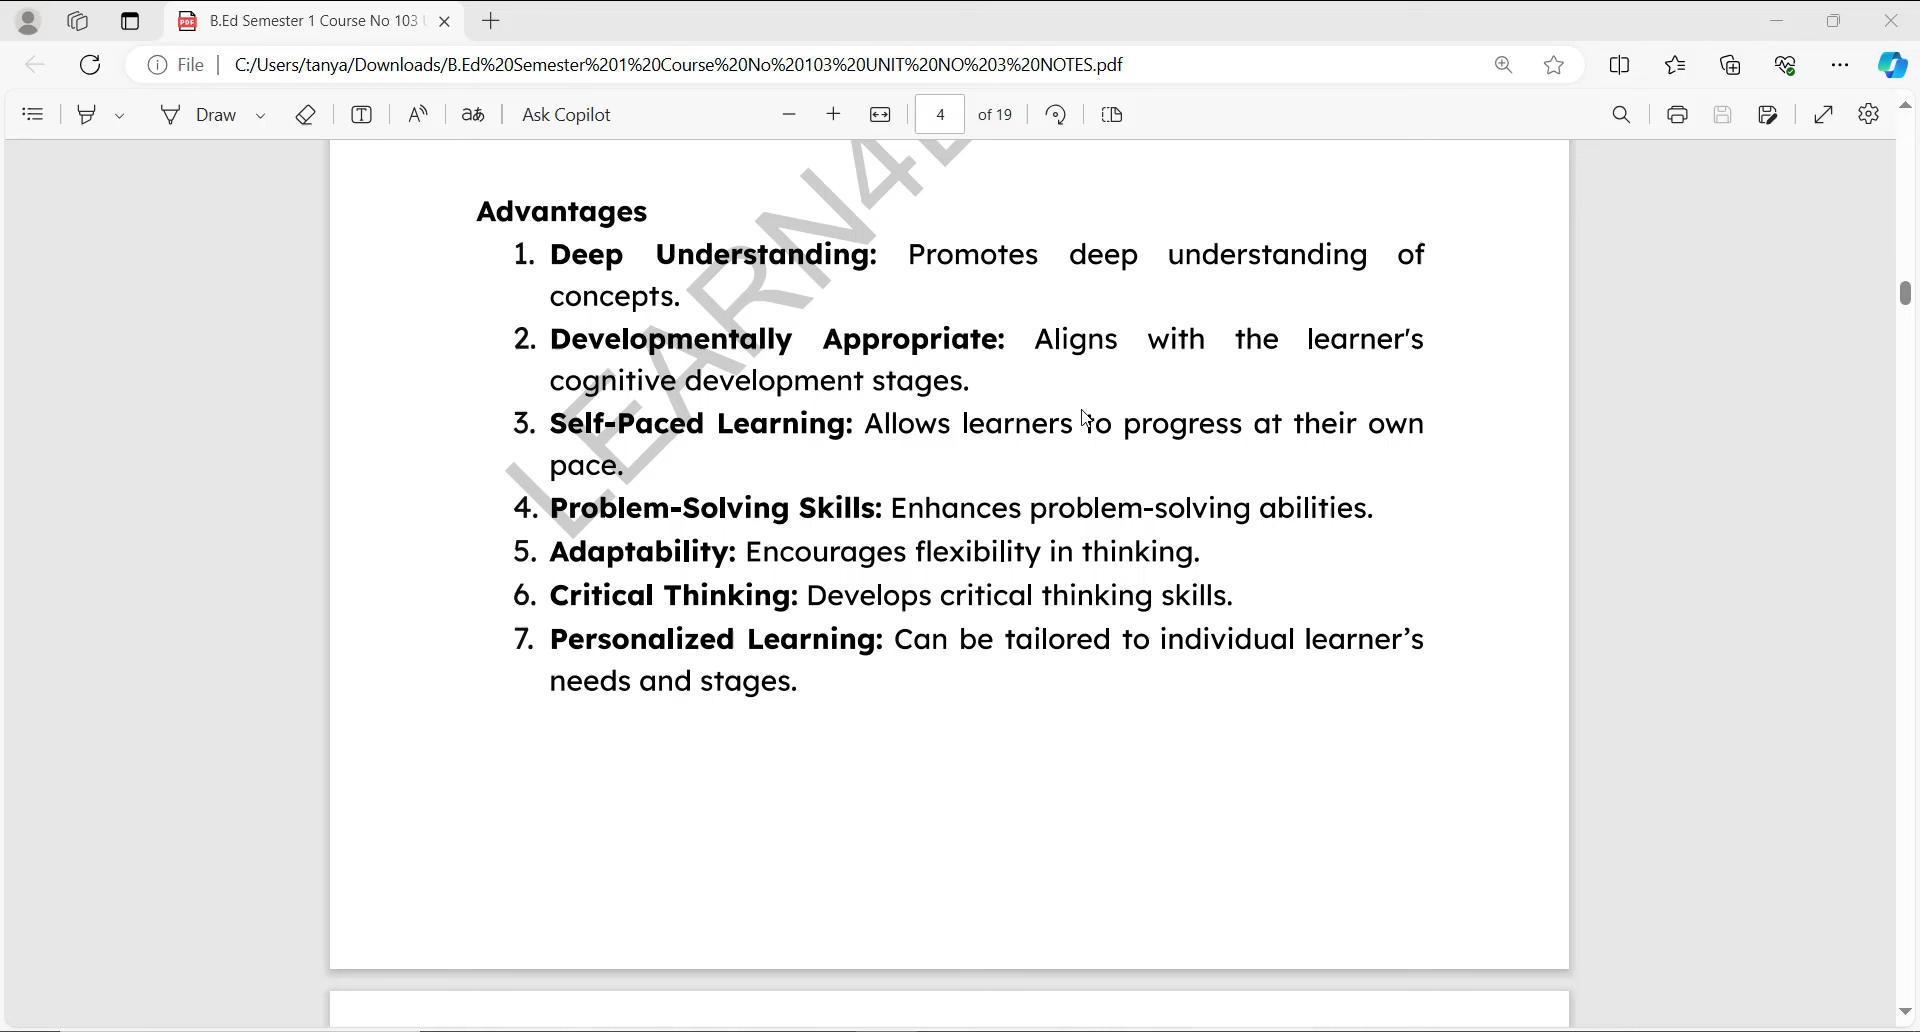 B.Ed Semester 1 Course No 103
File
C:/Users/tanya/Downloads/B.Ed%20Semester%201%20Course%20No%20103%20UNIT%20NO%203%20NOTES.pdf
Draw
Ask Copilot
4 of 19
Advantages
1. Deep Understanding: Promotes deep understanding of
concepts.
2. Developmentally Appropriate: Aligns with the learner's
cognitive development stages.
3. Self-Paced Learning: Allows learners to progress at their own
pace.
4. Problem-Solving Skills: Enhances problem-solving abilities.
5. Adaptability: Encourages flexibility in thinking.
6. Critical Thinking: Develops critical thinking skills.
7. Personalized Learning: Can be tailored to individual learner’s
needs and stages.
LEARN4